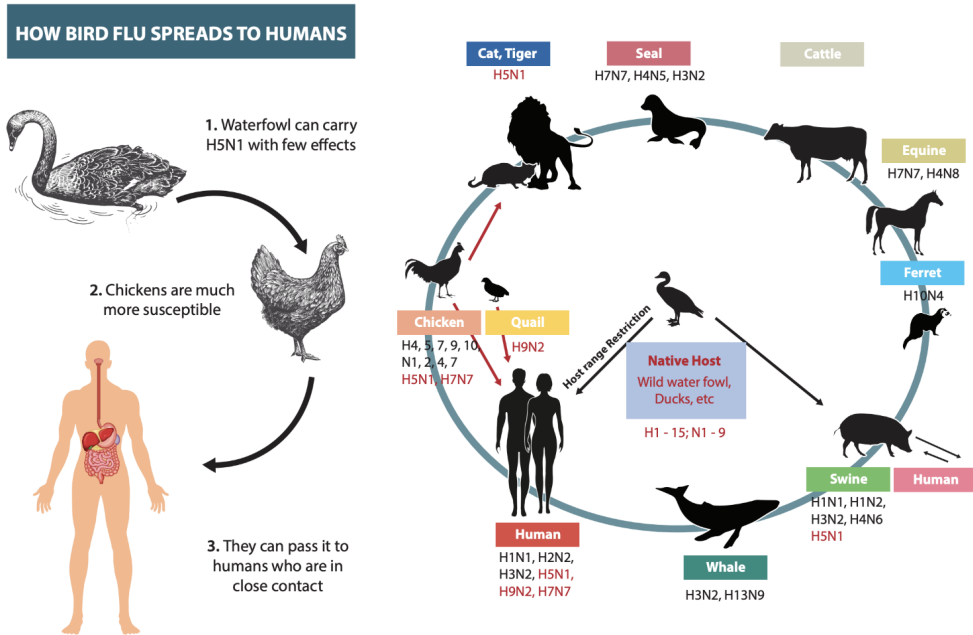 HOW BIRD FLU SPREADS TO HUMANS
1. Waterfowl can carry
H5N1 with few effects
2. Chickens are much
more susceptible
3. They can pass it to
humans who are in
close contact
Cat, Tiger
H5N1
Seal
H7N7, H4N5, H3N2
Cattle
Equine
H7N7, H4N8
Ferret
H10N4
Chicken
H4, 5, 7, 9, 10,
N1, 2, 4, 7
H5N1, H7N7
Quail
H9N2
Host range Restriction
Native Host
Wild water fowl,
Ducks, etc
H1 - 15; N1 - 9
Swine
H1N1, H1N2,
H3N2, H4N6
H5N1
Human
Human
H1N1, H2N2,
H3N2, H5N1,
H9N2, H7N7
Whale
H3N2, H13N9